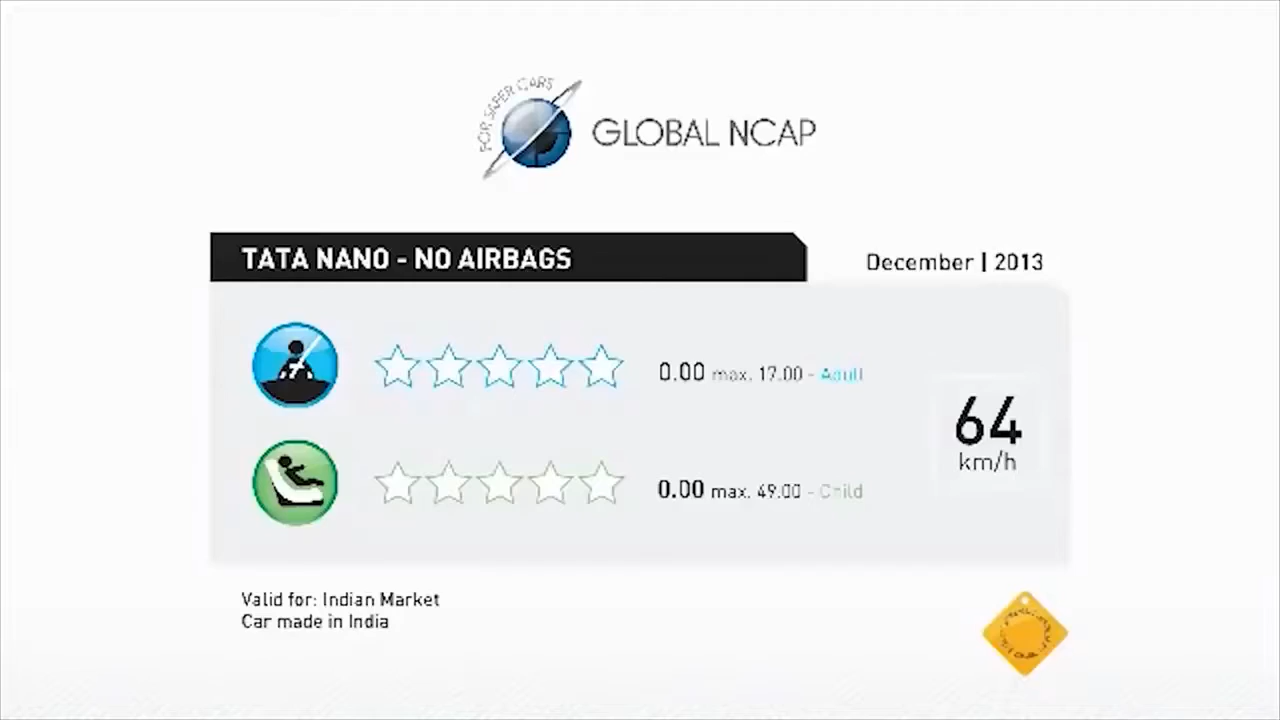 FOR SAFER CARS
GLOBAL NCAP
TATA NANO - NO AIRBAGS
December | 2013
0.00 max. 17.00 - Adult
0.00 max. 49.00 - Child
64
km/h
Valid for: Indian Market
Car made in India